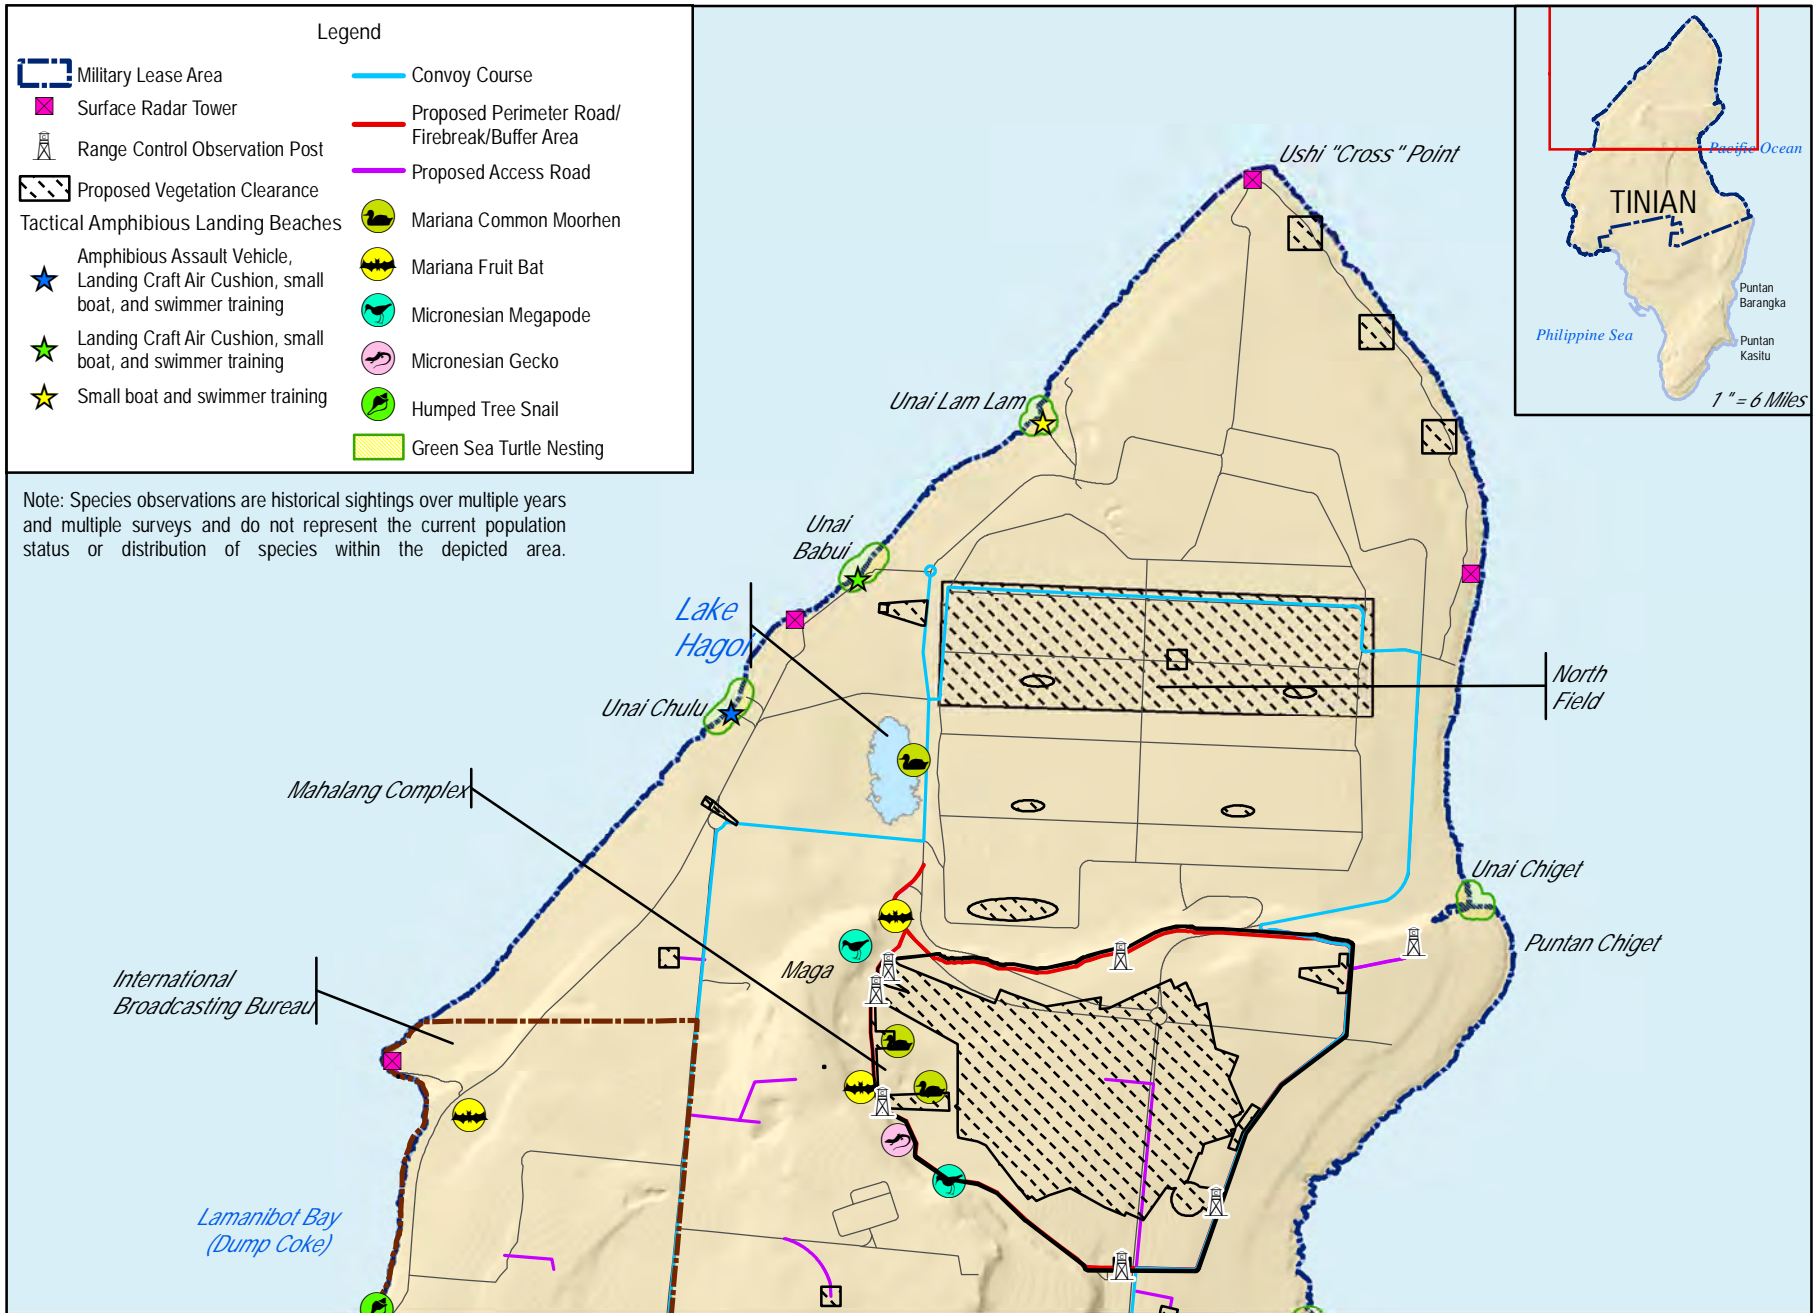 Legend
Military Lease Area
Surface Radar Tower
Range Control Observation Post
Proposed Vegetation Clearance
Tactical Amphibious Landing Beaches
Amphibious Assault Vehicle,
Landing Craft Air Cushion, small
boat, and swimmer training
Landing Craft Air Cushion, small
boat, and swimmer training
Small boat and swimmer training
Convoy Course
Proposed Perimeter Road/
Firebreak/Buffer Area
Proposed Access Road
Mariana Common Moorhen
Mariana Fruit Bat
Micronesian Megapode
Micronesian Gecko
Humped Tree Snail
Green Sea Turtle Nesting
Note: Species observations are historical sightings over multiple years
and multiple surveys and do not represent the current population
status or distribution of species within the depicted area.
Pacific Ocean
TINIAN
Puntan
Barangka
Philippine Sea
Puntan
Kasitu
1 " = 6 Miles
Ushi "Cross" Point
Unai Lam Lam
Unai
Babui
Lake
Hagoi
Unai Chulu
North
Field
Mahalang Complex
Unai Chiget
Puntan Chiget
Maga
International
Broadcasting Bureau
Lamanibot Bay
(Dump Coke)